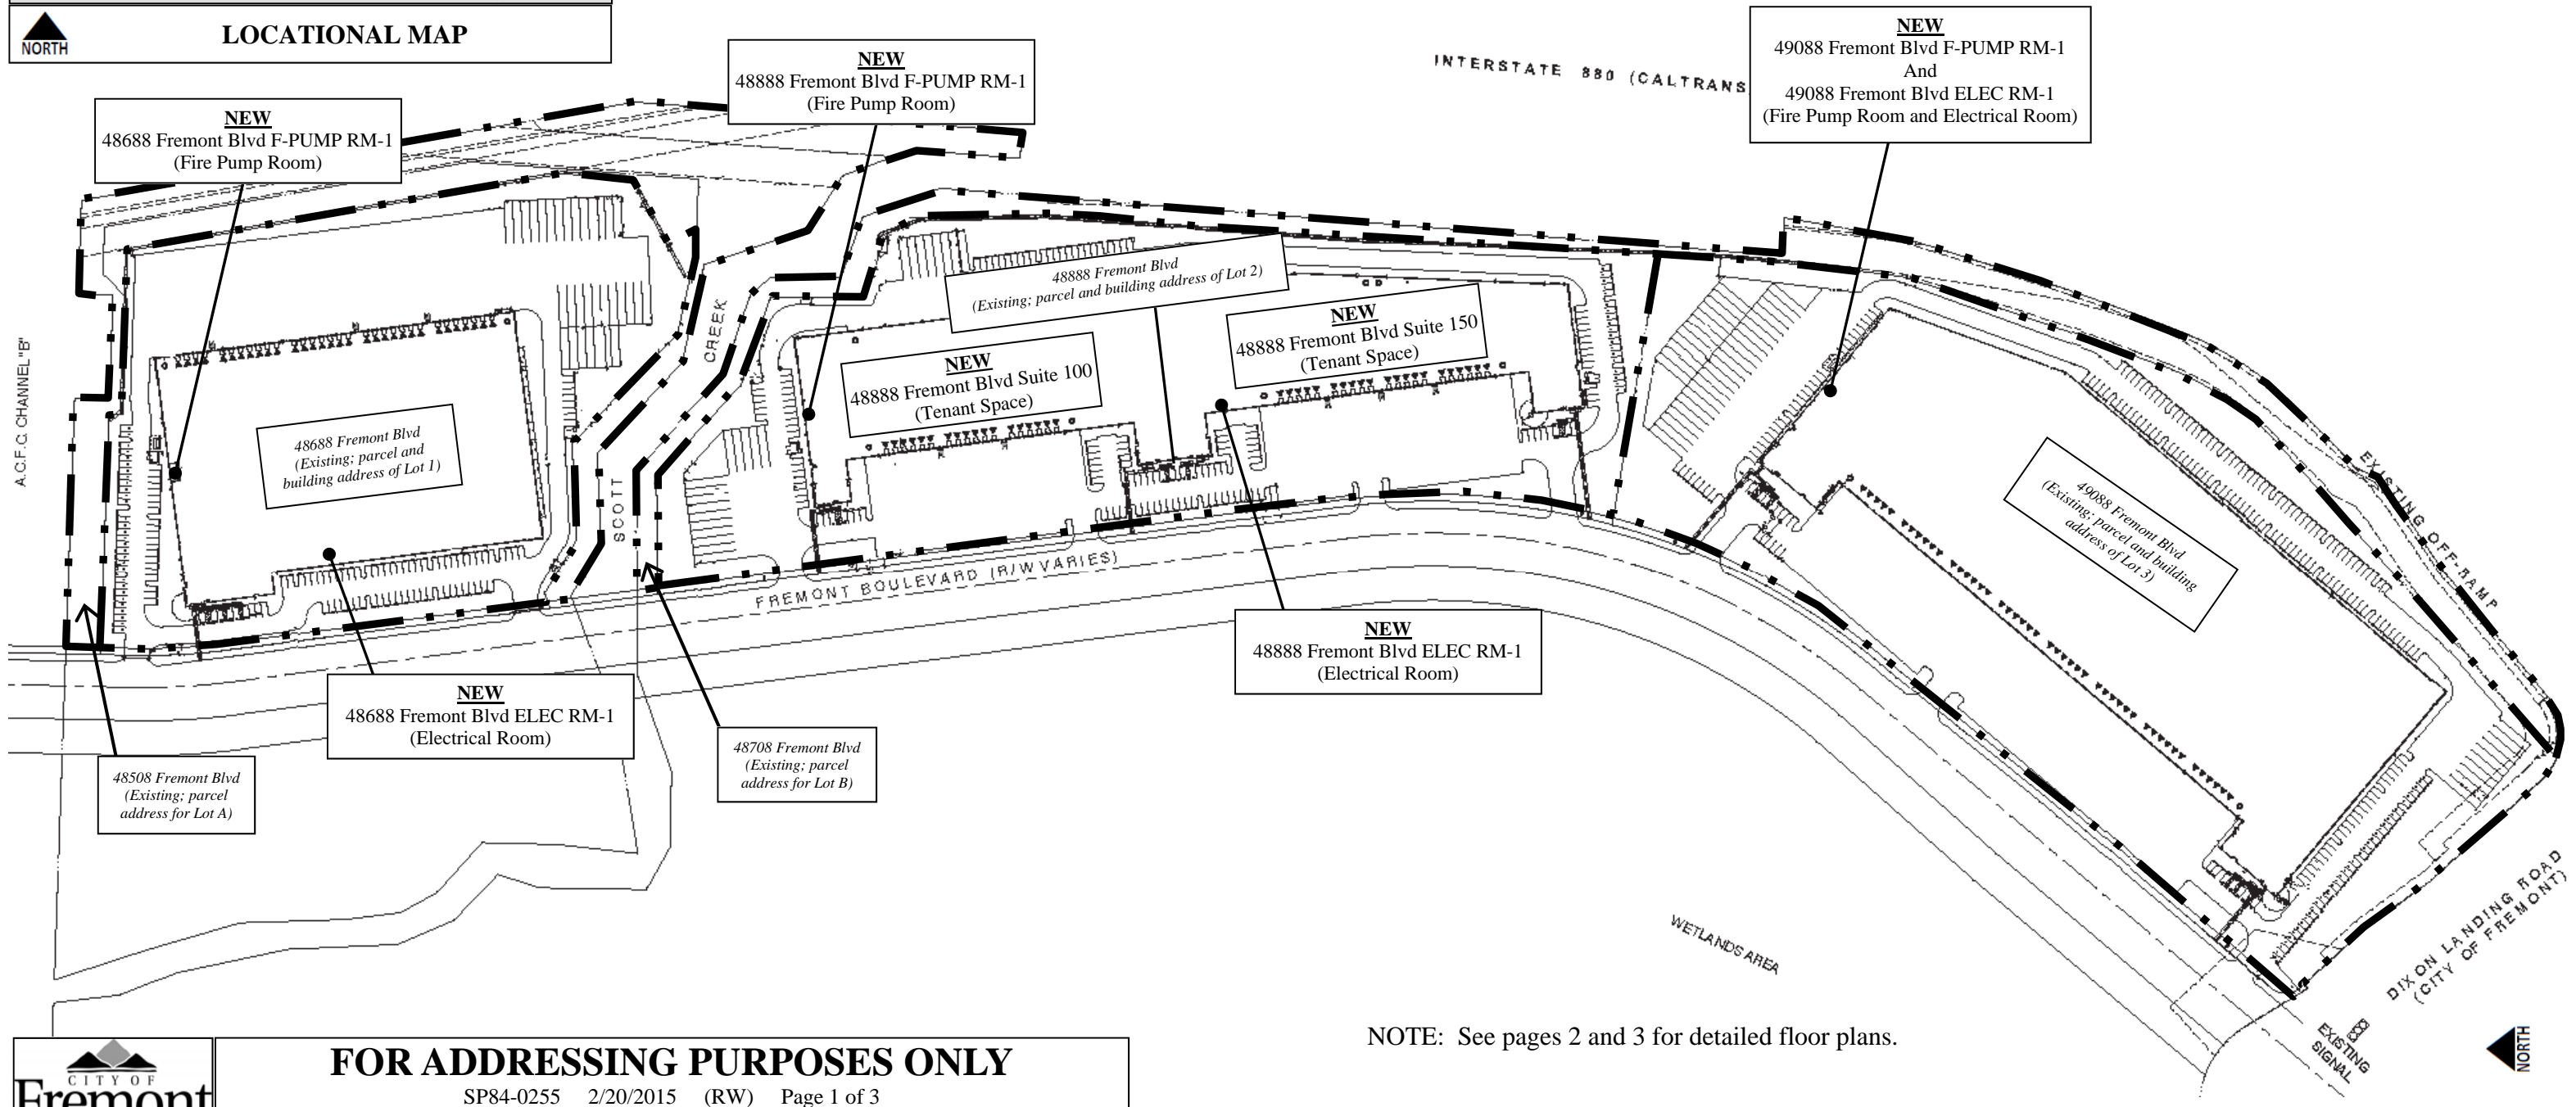 NORTH
LOCATIONAL MAP
NEW
48688 Fremont Blvd F-PUMP RM-1
(Fire Pump Room)
NEW
48888 Fremont Blvd F-PUMP RM-1
(Fire Pump Room)
INTERSTATE 880 (CALTRANS
NEW
49088 Fremont Blvd F-PUMP RM-1
And
49088 Fremont Blvd ELEC RM-1
(Fire Pump Room and Electrical Room)
A.C.F.C. CHANNEL "B"
48688 Fremont Blvd
(Existing; parcel and
building address of Lot 1)
SCOTT
CREEK
48888 Fremont Blvd
(Existing; parcel and building address of Lot 2)
NEW
48888 Fremont Blvd Suite 100
(Tenant Space)
NEW
48888 Fremont Blvd Suite 150
(Tenant Space)
49088 Fremont Blvd
(Existing; parcel and building
address of Lot 3)
EXISTING OFF-RAMP
FREMONT BOULEVARD (R/W VARIES)
NEW
48688 Fremont Blvd ELEC RM-1
(Electrical Room)
NEW
48888 Fremont Blvd ELEC RM-1
(Electrical Room)
48508 Fremont Blvd
(Existing; parcel
address for Lot A)
48708 Fremont Blvd
(Existing; parcel
address for Lot B)
WETLANDS AREA
DIXON LANDING ROAD
(CITY OF FREMONT)
EXISTING
SIGNAL
NORTH
NOTE: See pages 2 and 3 for detailed floor plans.
CITY OF
Fremont
FOR ADDRESSING PURPOSES ONLY
SP84-0255 2/20/2015 (RW) Page 1 of 3